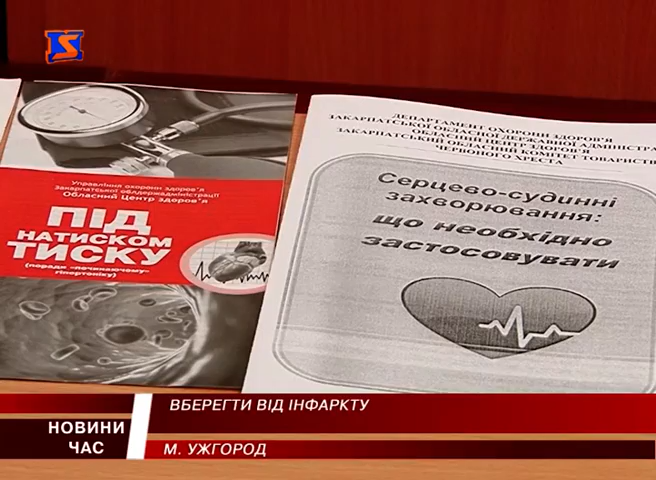 Управління охорони здоров'я
Закарпатської облдержадміністрації
Обласний Центр здоров'я
ПІД
НАТИСКОМ
ТИСКУ
(поради «починаючому»
гіпертоніку)
ДЕПАРТАМЕНТ ОХОРОНИ ЗДОРОВ'Я
ЗАКАРПАТСЬКОЇ ОБЛАСНОЇ ДЕРЖАВНОЇ АДМІНІСТРА
ОБЛАСНИЙ ЦЕНТР ЗДОРОВ'Я
ЗАКАРПАТСЬКИЙ ОБЛАСНИЙ КОМІТЕТ ТОВАРИСТВ
ЧЕРВОНОГО ХРЕСТА
Серцево-судинні
захворювання:
що необхідно
застосовувати
ВБЕРЕГТИ ВІД ІНФАРКТУ
НОВИНИ
ЧАС
М. УЖГОРОД